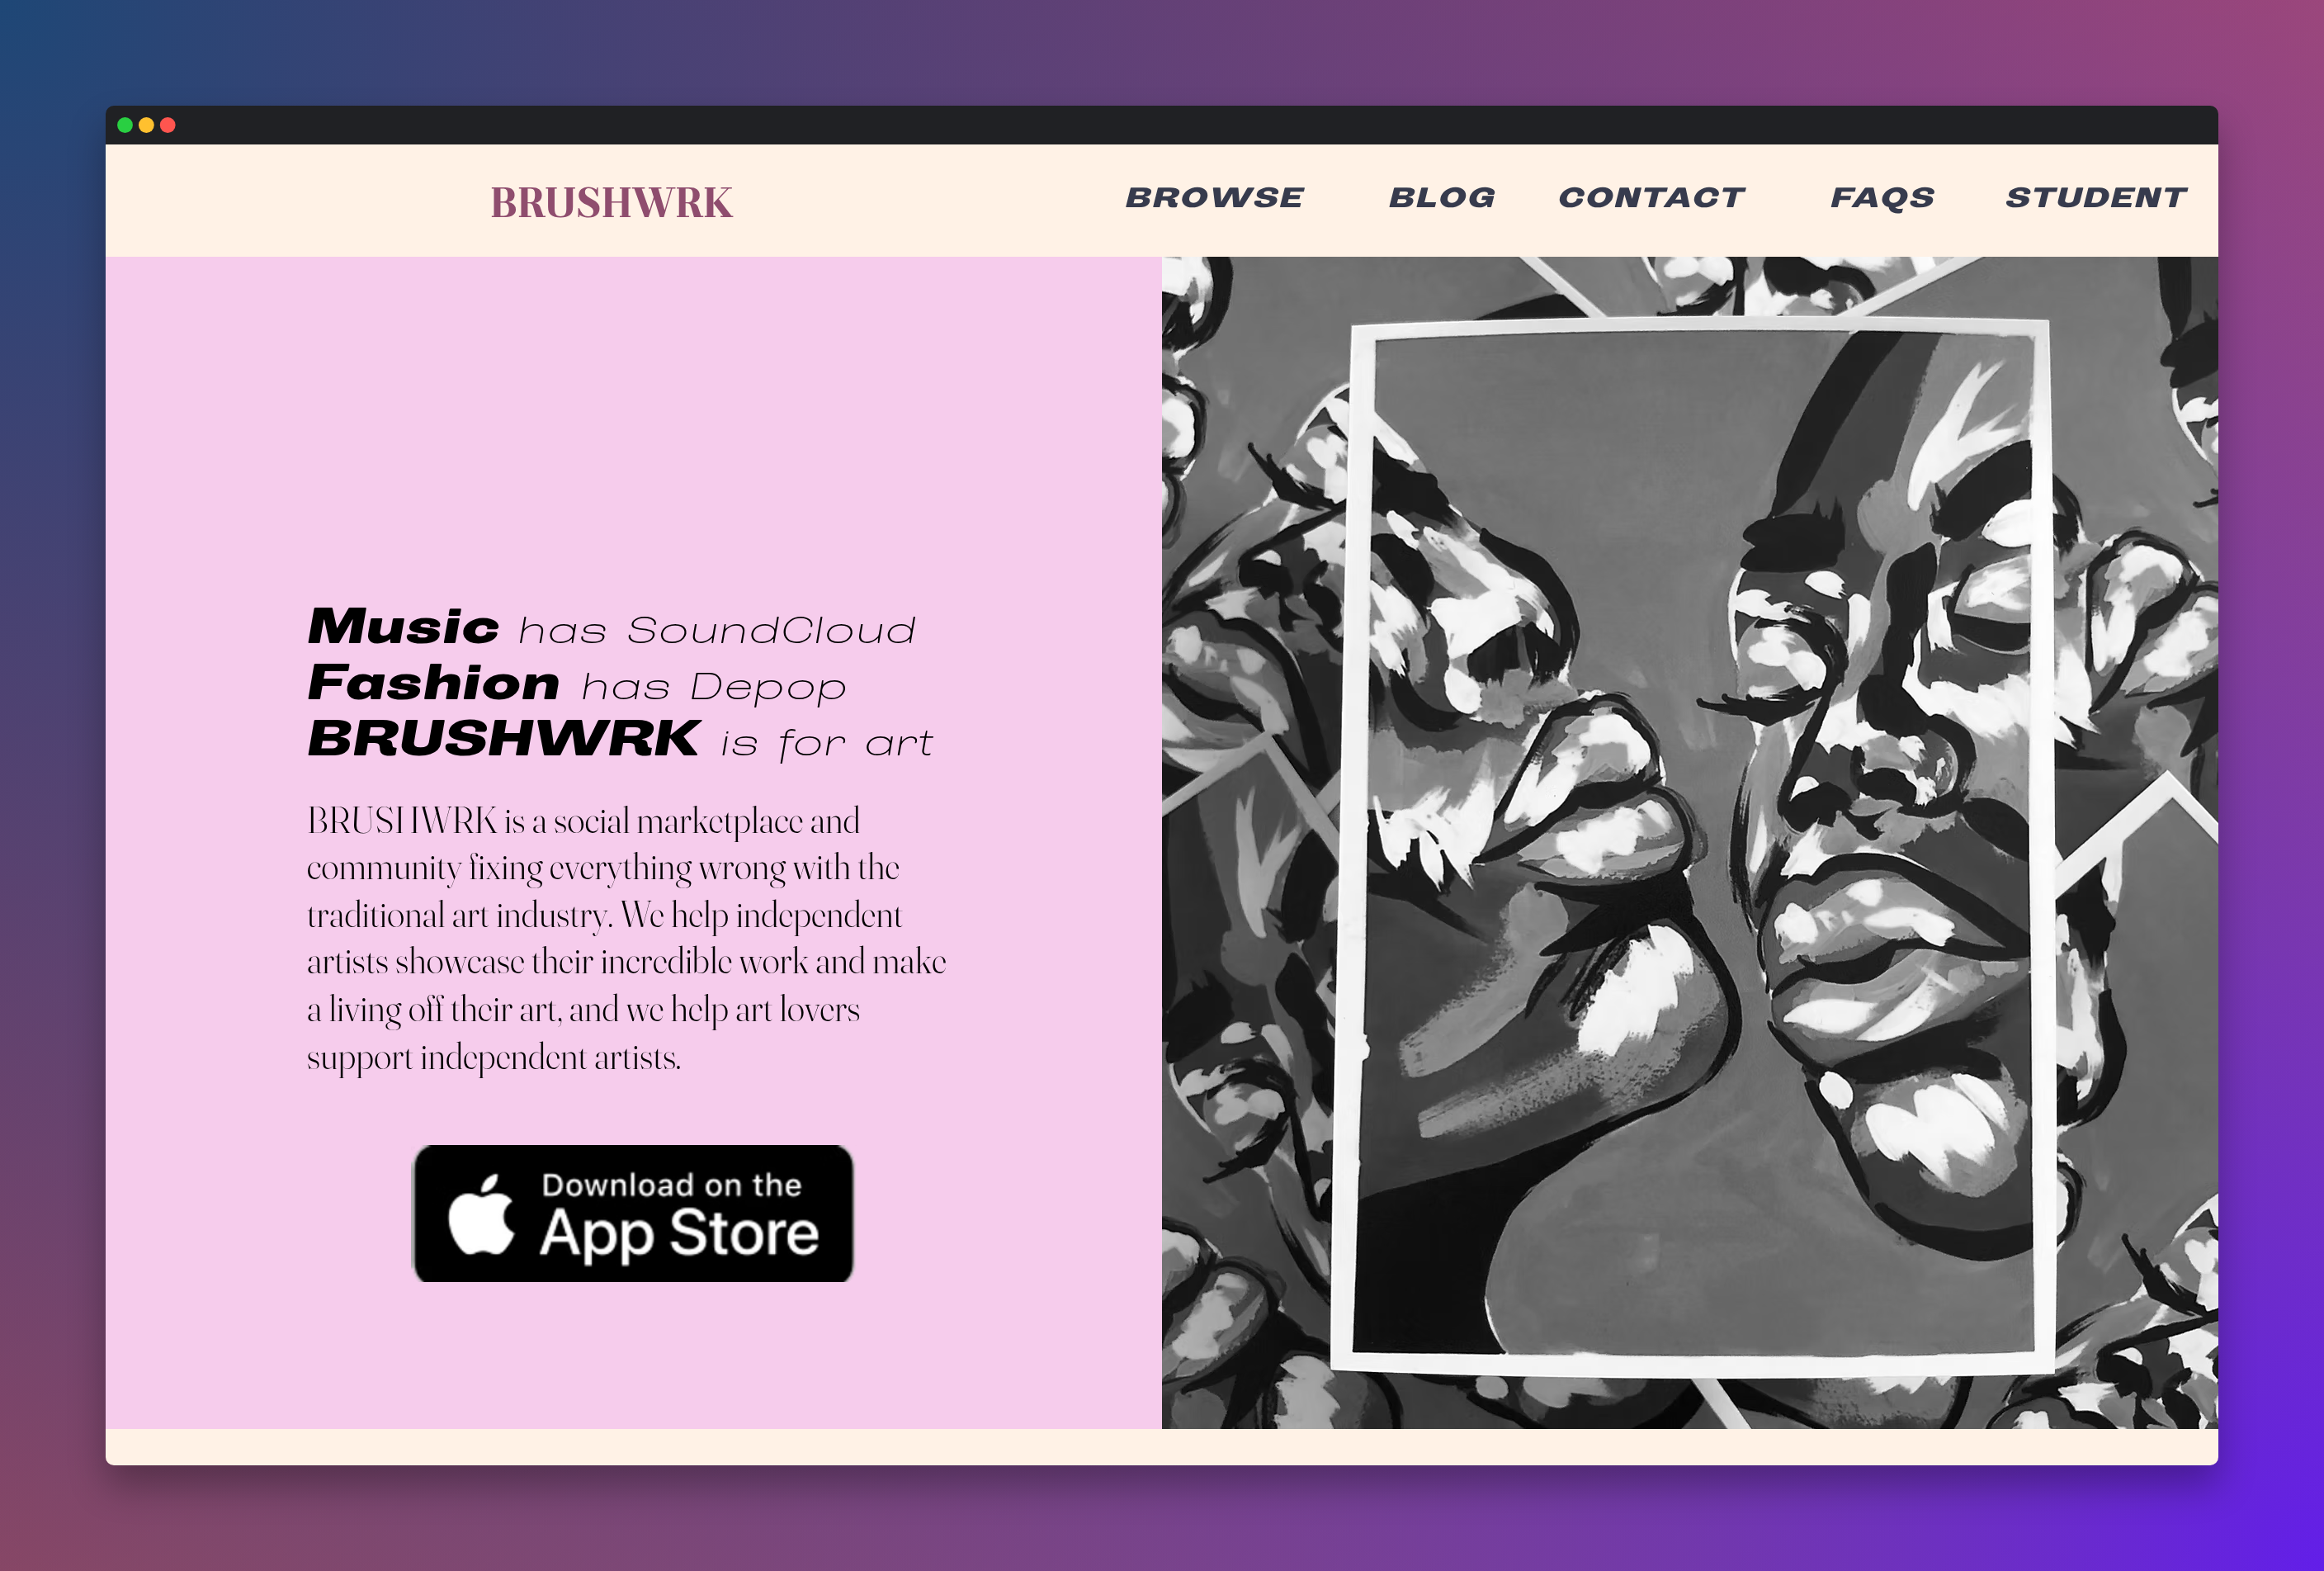 BRUSHWRK
BROWSE BLOG CONTACT FAQS STUDENT
Music has SoundCloud
Fashion has Depop
BRUSHWRK is for art
BRUSHWRK is a social marketplace and
community fixing everything wrong with the
traditional art industry. We help independent
artists showcase their incredible work and make
a living off their art, and we help art lovers
support independent artists.
Download on the
App Store